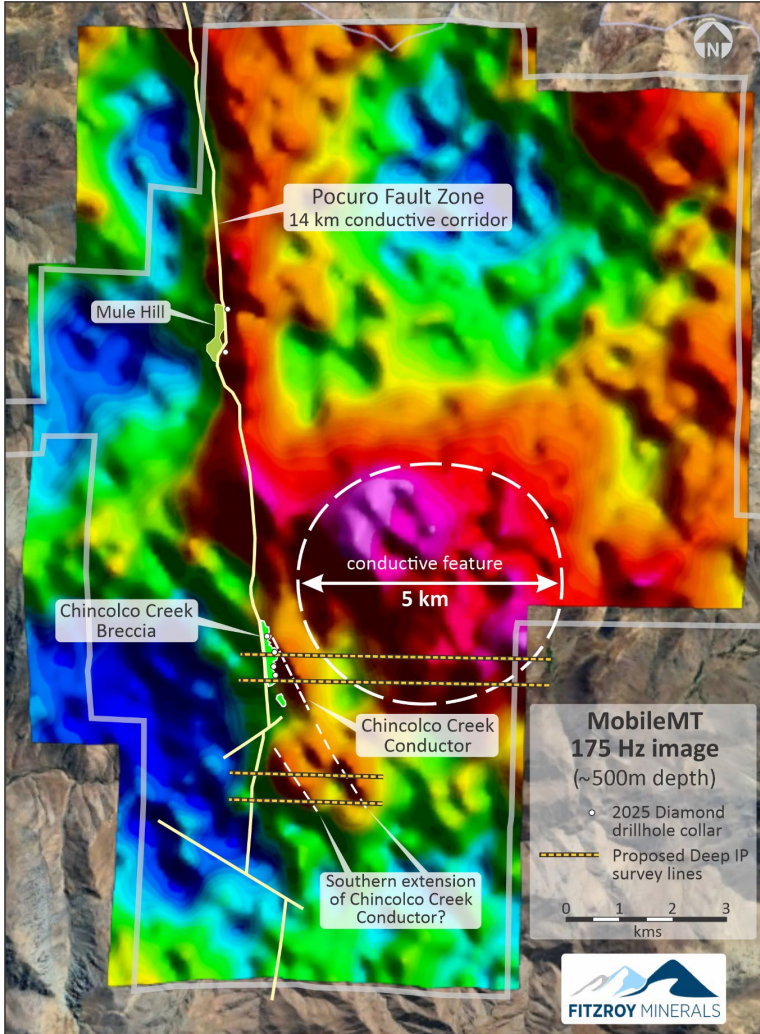 N
Pocuro Fault Zone
14 km conductive corridor
Mule Hill
conductive feature
5 km
Chincolco Creek
Breccia
Chincolco Creek
Conductor
Southern extension
of Chincolco Creek
Conductor?
MobileMT
175 Hz image
(~500m depth)
2025 Diamond
drillhole collar
Proposed Deep IP
survey lines
0 1 2 3
kms
FITZROY MINERALS